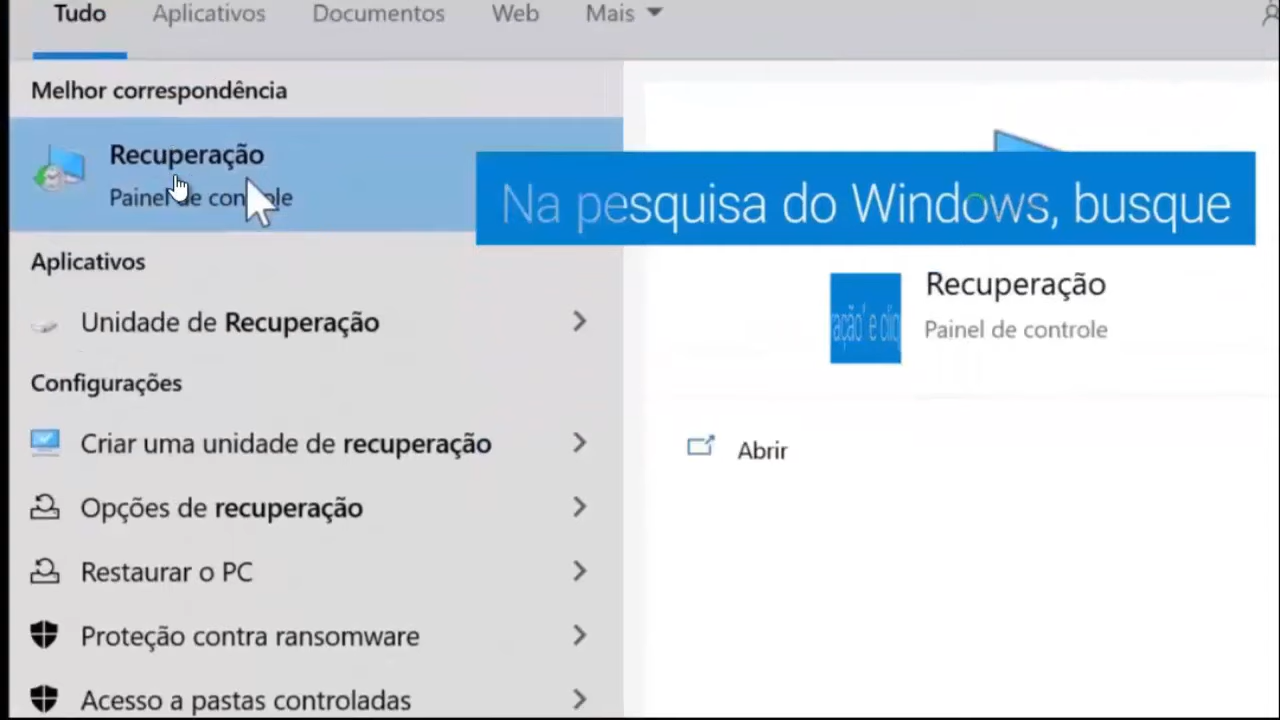 Tudo Aplicativos Documentos Web Mais
Melhor correspondência
Recuperação
Painel de controle
Na pesquisa do Windows, busque
Aplicativos
Unidade de Recuperação
Configurações
Criar uma unidade de recuperação
Opções de recuperação
Restaurar o PC
Proteção contra ransomware
Acesso a pastas controladas
Recuperação
Painel de controle
ação' e cliq
Abrir